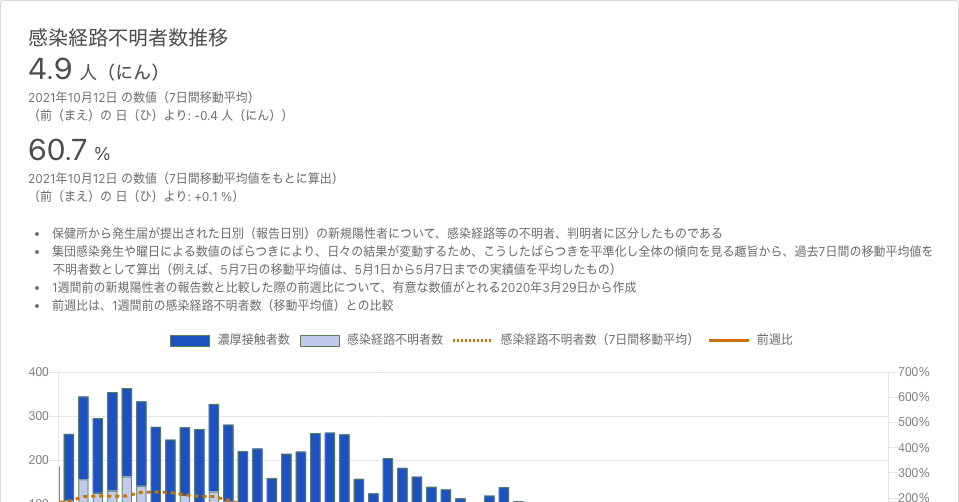 感染経路不明者数推移
4.9 人（にん）
2021年10月12日 の数値（7日間移動平均）
（前（まえ）の 日（ひ）より: -0.4 人（にん））
60.7 %
2021年10月12日 の数値（7日間移動平均値をもとに算出）
（前（まえ）の 日（ひ）より: +0.1 %）
• 保健所から発生届が提出された日別（報告日別）の新規陽性者について、感染経路等の不明者、判明者に区分したものである
• 集団感染発生や曜日による数値のばらつきにより、日々の結果が変動するため、こうしたばらつきを平準化し全体の傾向を見る趣旨から、過去7日間の移動平均値を
不明者数として算出（例えば、5月7日の移動平均値は、5月1日から5月7日までの実績値を平均したもの）
• 1週間前の新規陽性者の報告数と比較した際の前週比について、有意な数値がとれる2020年3月29日から作成
• 前週比は、1週間前の感染経路不明者数（移動平均値）との比較
濃厚接触者数 感染経路不明者数 感染経路不明者数（7日間移動平均） 前週比
400 700%
600%
300
500%
400%
200
300%
200%
100